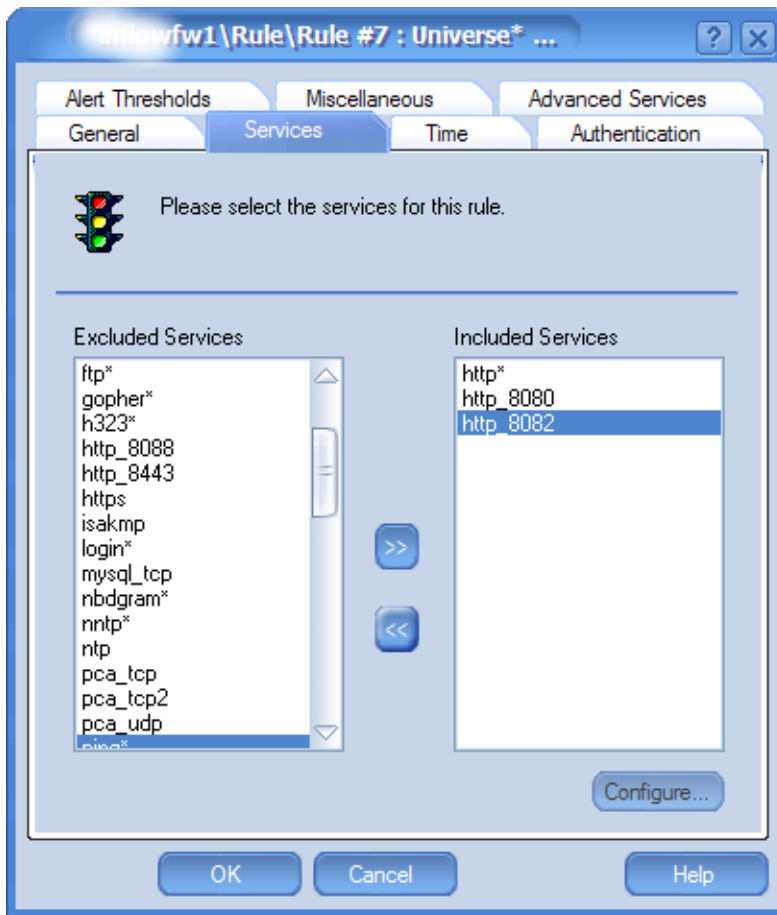 inflowfw1\Rule\Rule #7 : Universe* ...
?
Alert Thresholds Miscellaneous Advanced Services
General Services Time Authentication
Please select the services for this rule.
Excluded Services
ftp*
gopher*
h323*
http_8088
http_8443
https
isakmp
login*
mysql_tcp
nbdgram*
nntp*
ntp
pca_tcp
pca_tcp2
pca_udp
ping*
>>
<<
Included Services
http*
http_8080
http_8082
Configure...
OK Cancel Help